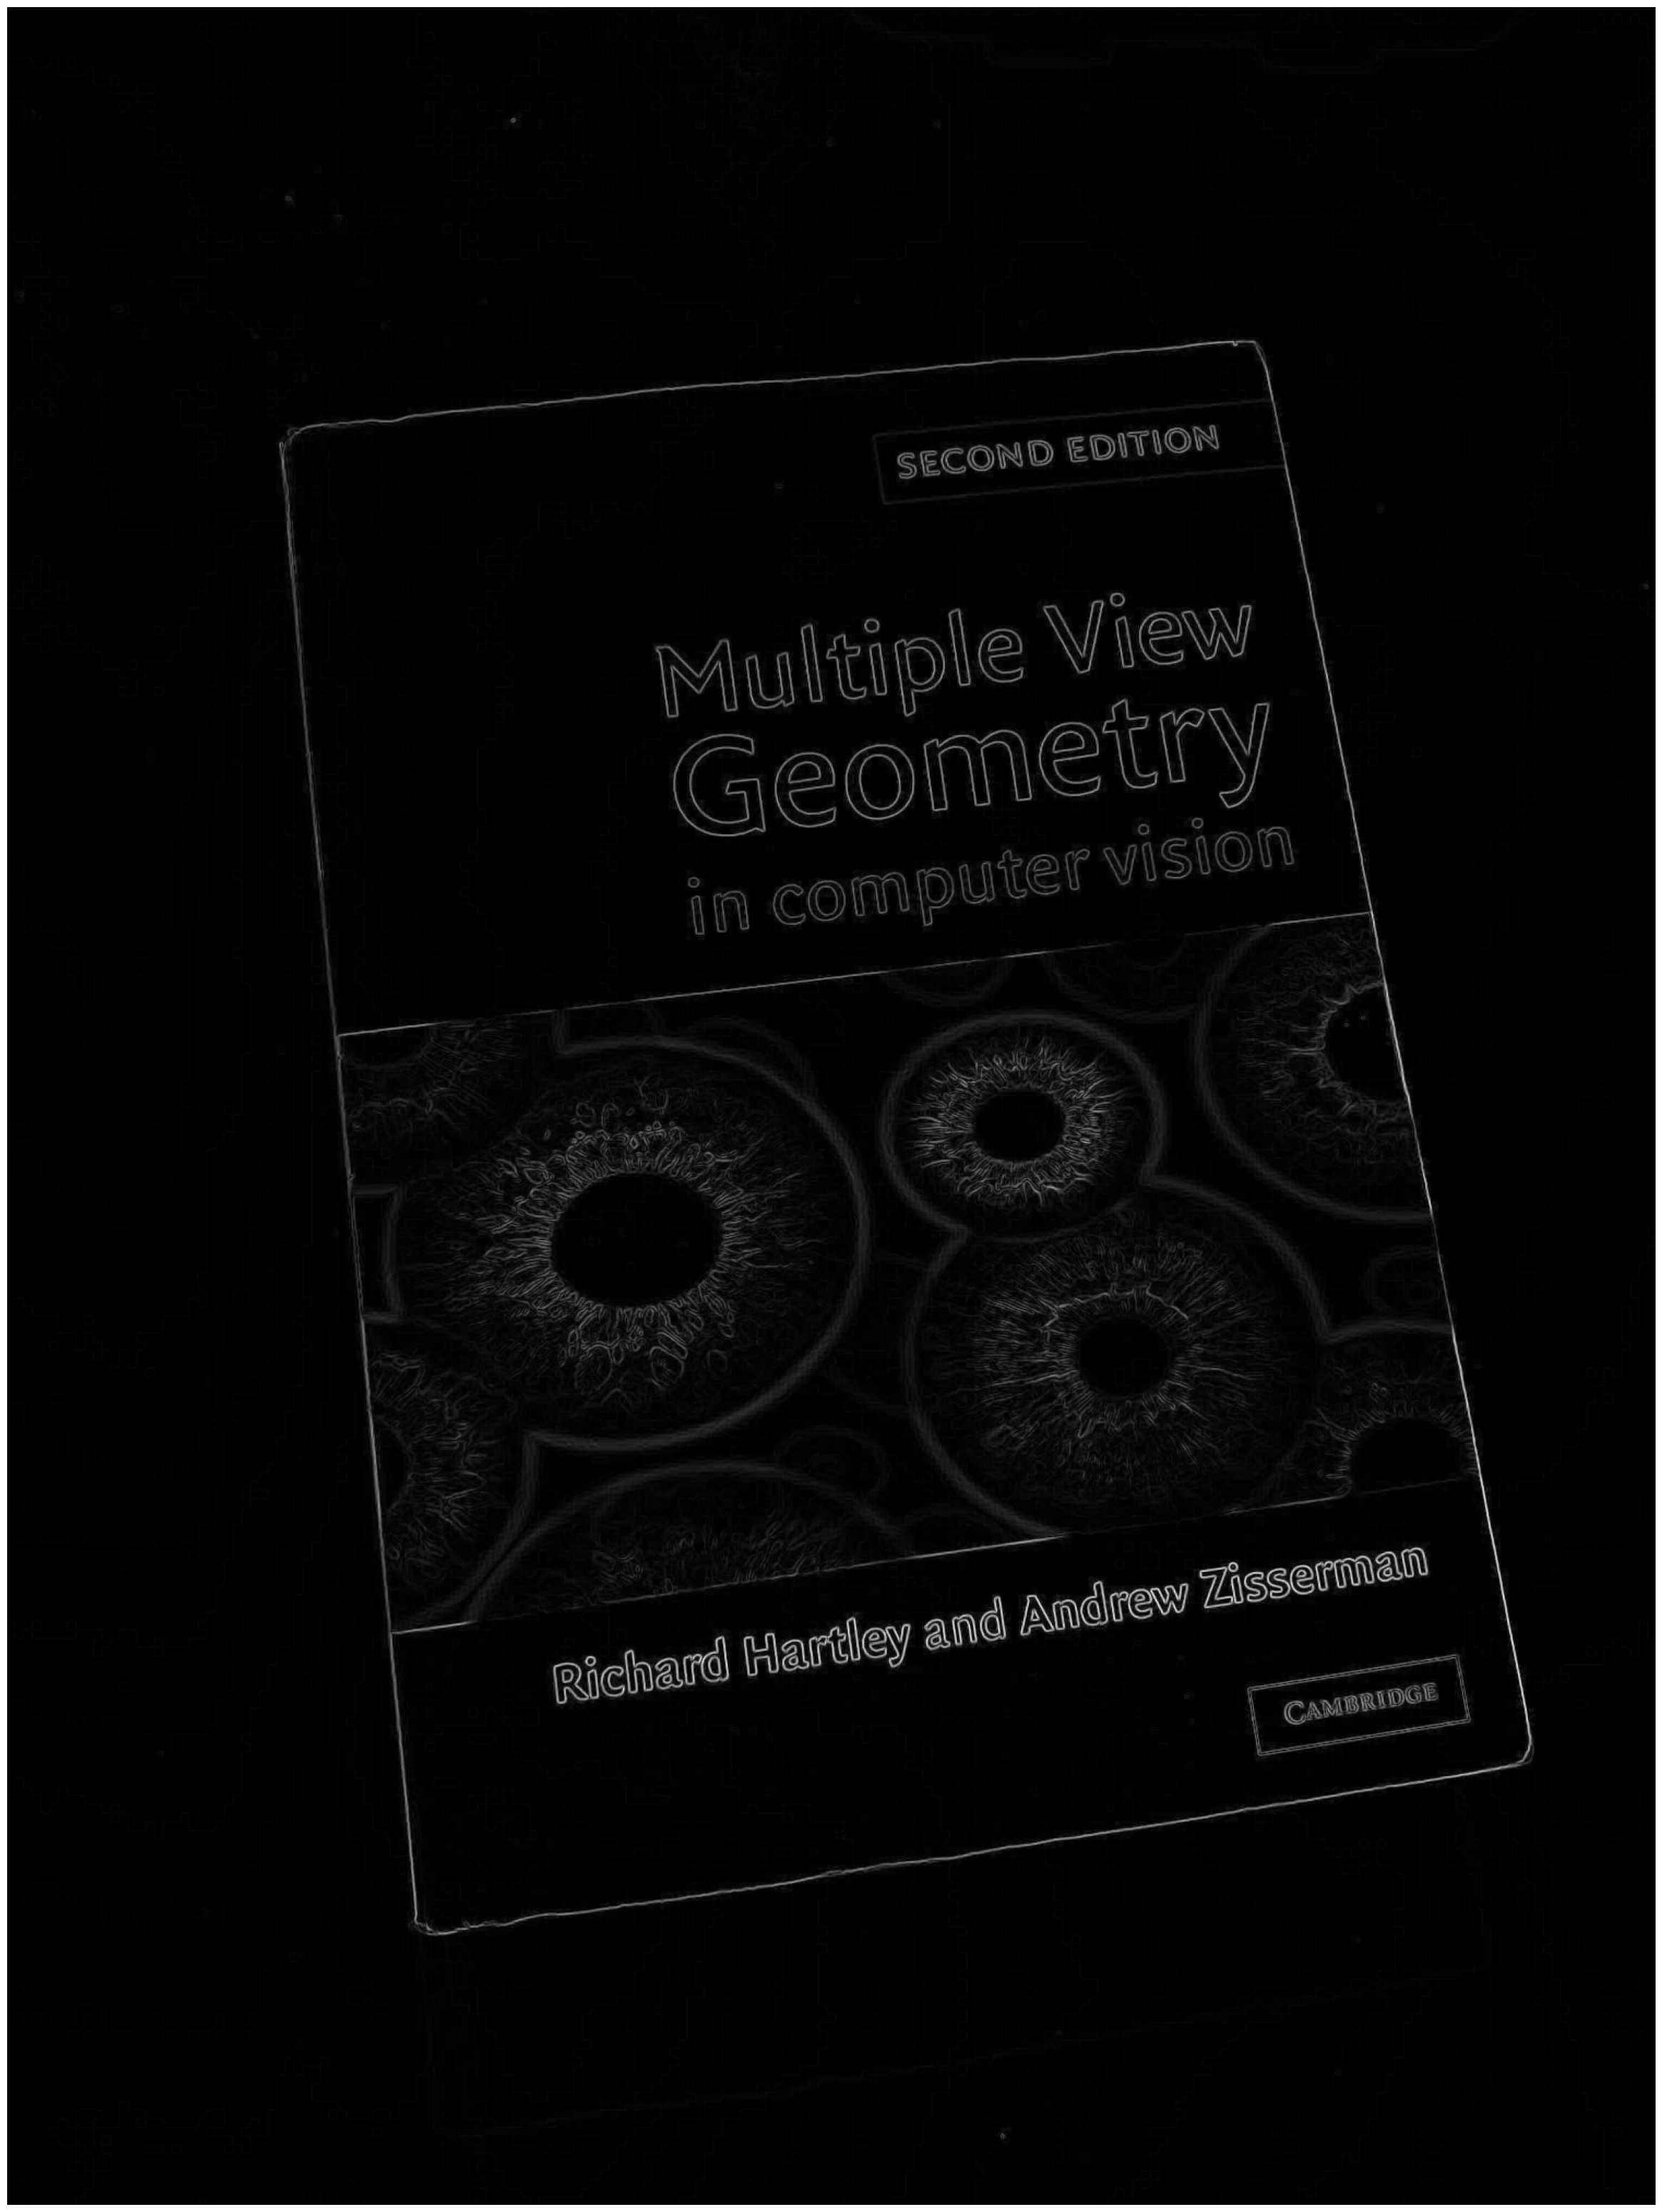 SECOND EDITION
Multiple View
Geometry
in computer vision
Richard Hartley and Andrew Zisserman
CAMBRIDGE